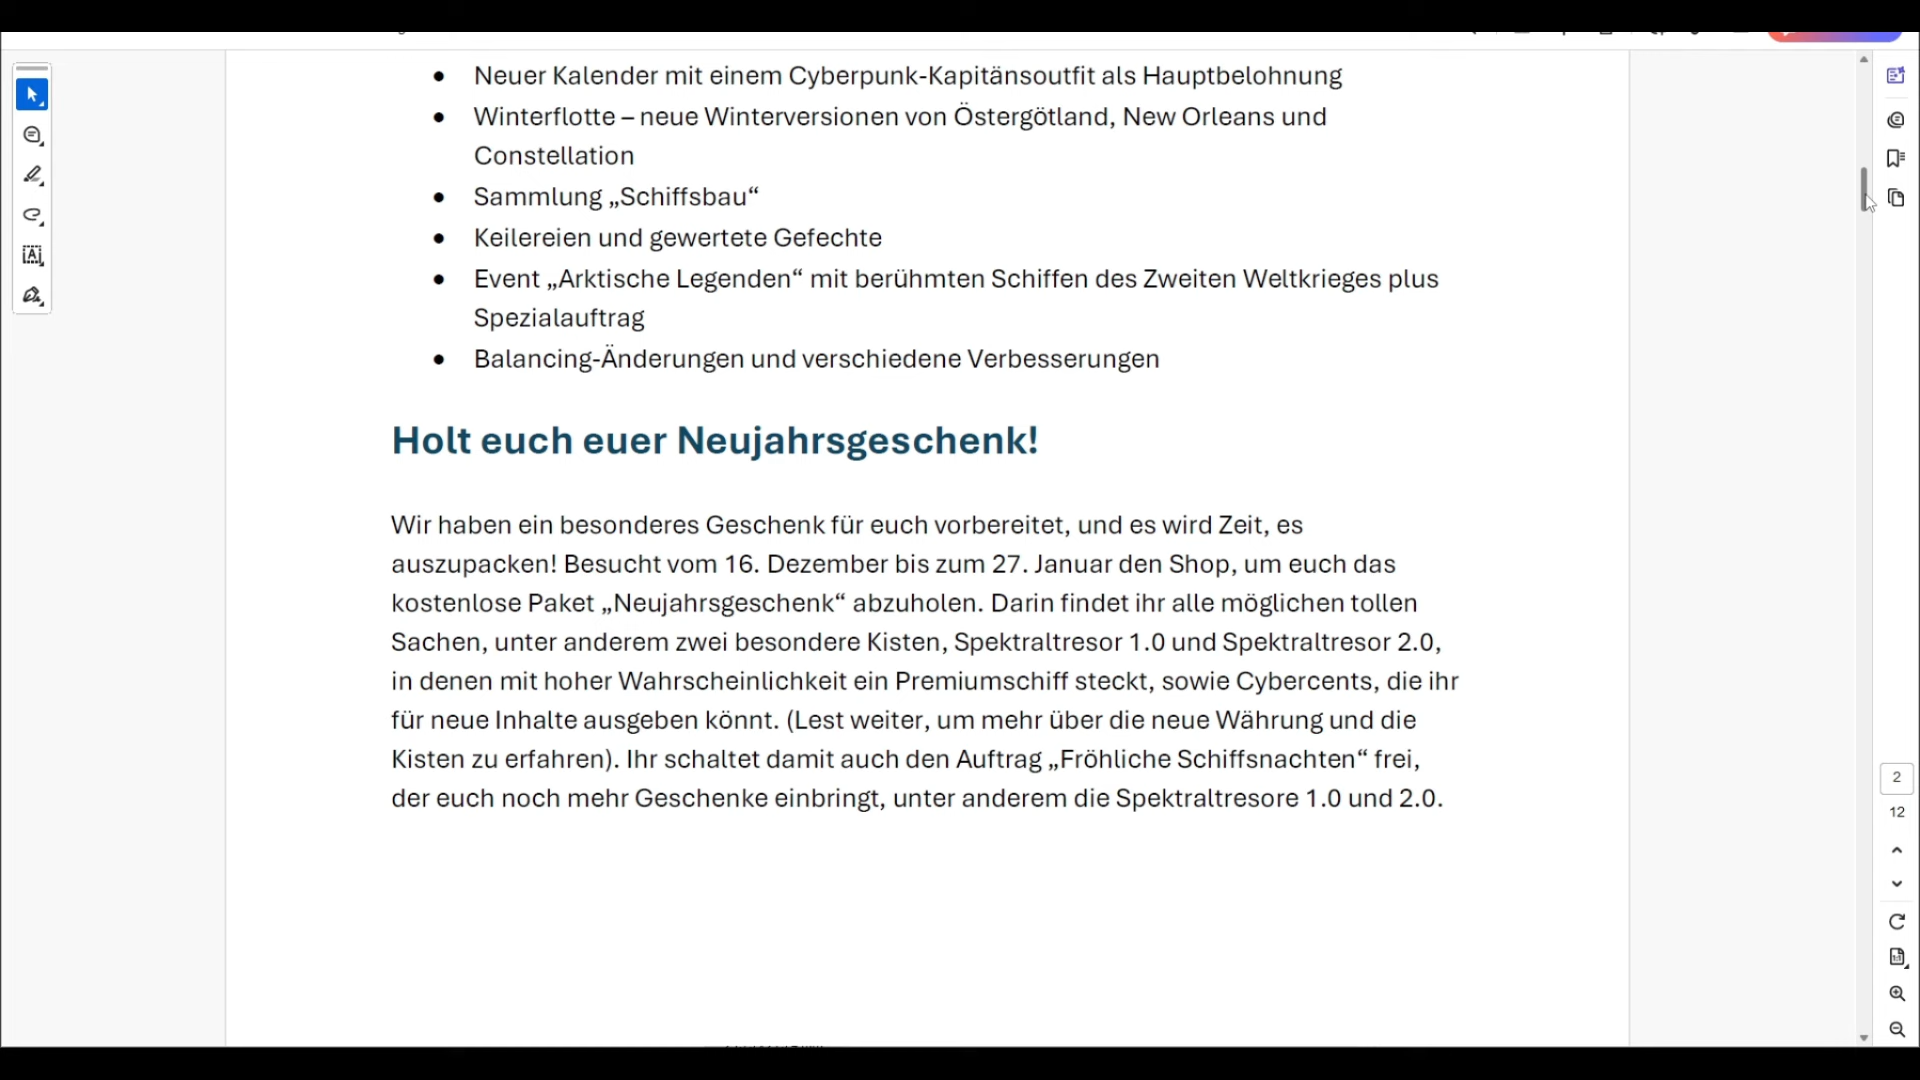 • Neuer Kalender mit einem Cyberpunk-Kapitänsoutfit als Hauptbelohnung
• Winterflotte – neue Winterversionen von Östergötland, New Orleans und
Constellation
• Sammlung „Schiffsbau“
• Keilereien und gewertete Gefechte
• Event „Arktische Legenden“ mit berühmten Schiffen des Zweiten Weltkrieges plus
Spezialauftrag
• Balancing-Änderungen und verschiedene Verbesserungen
Holt euch euer Neujahrsgeschenk!
Wir haben ein besonderes Geschenk für euch vorbereitet, und es wird Zeit, es
auszupacken! Besucht vom 16. Dezember bis zum 27. Januar den Shop, um euch das
kostenlose Paket „Neujahrsgeschenk“ abzuholen. Darin findet ihr alle möglichen tollen
Sachen, unter anderem zwei besondere Kisten, Spektraltresor 1.0 und Spektraltresor 2.0,
in denen mit hoher Wahrscheinlichkeit ein Premiumschiff steckt, sowie Cybercents, die ihr
für neue Inhalte ausgeben könnt. (Lest weiter, um mehr über die neue Währung und die
Kisten zu erfahren). Ihr schaltet damit auch den Auftrag „Fröhliche Schiffsnachten“ frei,
der euch noch mehr Geschenke einbringt, unter anderem die Spektraltresore 1.0 und 2.0.
2
12